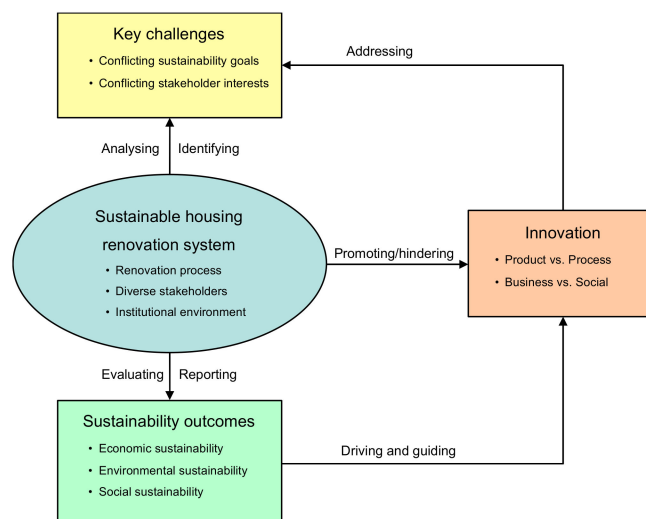 Key challenges
• Conflicting sustainability goals
• Conflicting stakeholder interests
Addressing
Analysing Identifying
Sustainable housing
renovation system
• Renovation process
• Diverse stakeholders
• Institutional environment
Promoting/hindering
Innovation
• Product vs. Process
• Business vs. Social
Evaluating Reporting
Sustainability outcomes
• Economic sustainability
• Environmental sustainability
• Social sustainability
Driving and guiding